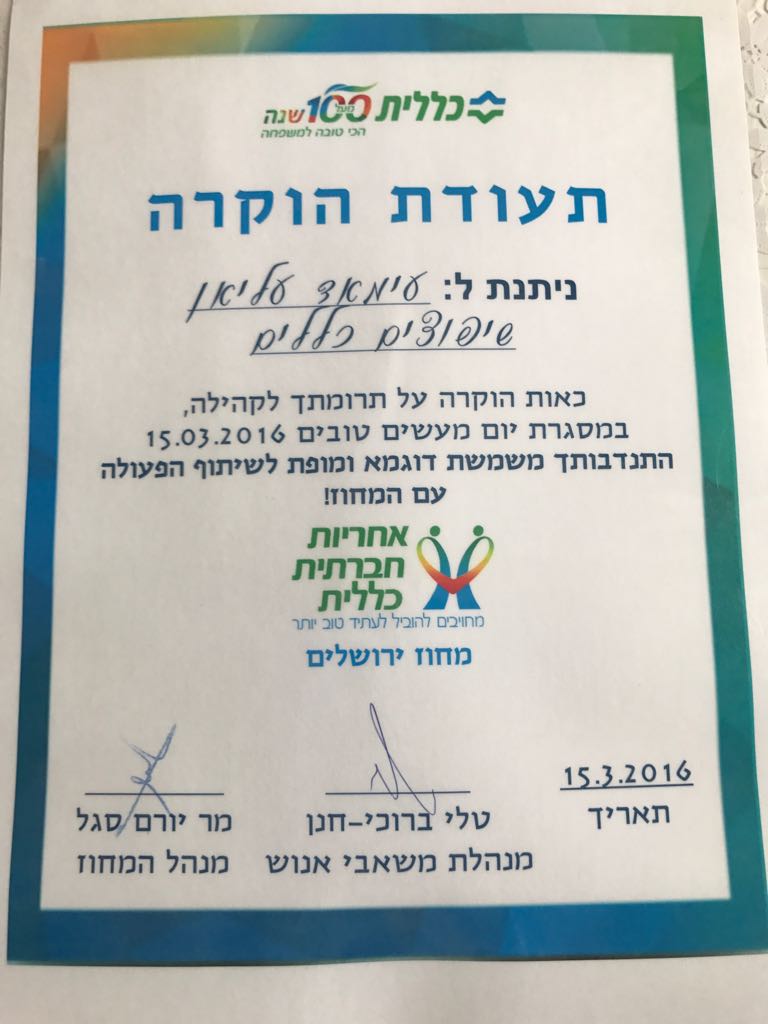 כללית מעל 100 שנה
הכי טובה למשפחה
תעודת הוקרה
ניתנת ל: עימאד עליאן
שיפוצים כללים
כאות הוקרה על תרומתך לקהילה,
במסגרת יום מעשים טובים 15.03.2016
התנדבותך משמשת דוגמא ומופת לשיתוף הפעולה
עם המחוז!
אחריות
חברתית
כללית
מחויבים להוביל לעתיד טוב יותר
מחוז ירושלים
15.3.2016
תאריך
טלי ברוכי-חנן
מנהלת משאבי אנוש
מר יורם סגל
מנהל המחוז